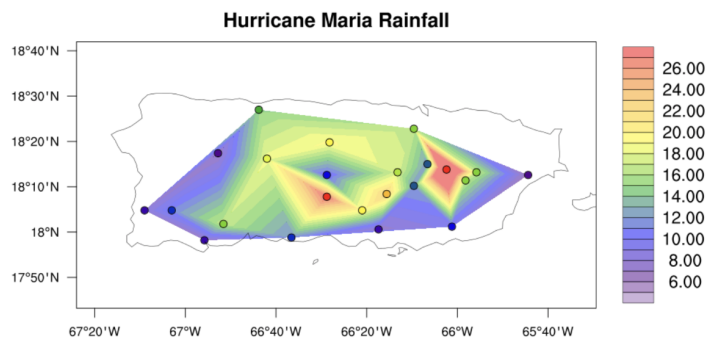 Hurricane Maria Rainfall
18°40'N
18°30'N
18°20'N
18°10'N
18°N
17°50'N
67°20'W
67°W
66°40'W
66°20'W
66°W
65°40'W
26.00
24.00
22.00
20.00
18.00
16.00
14.00
12.00
10.00
8.00
6.00